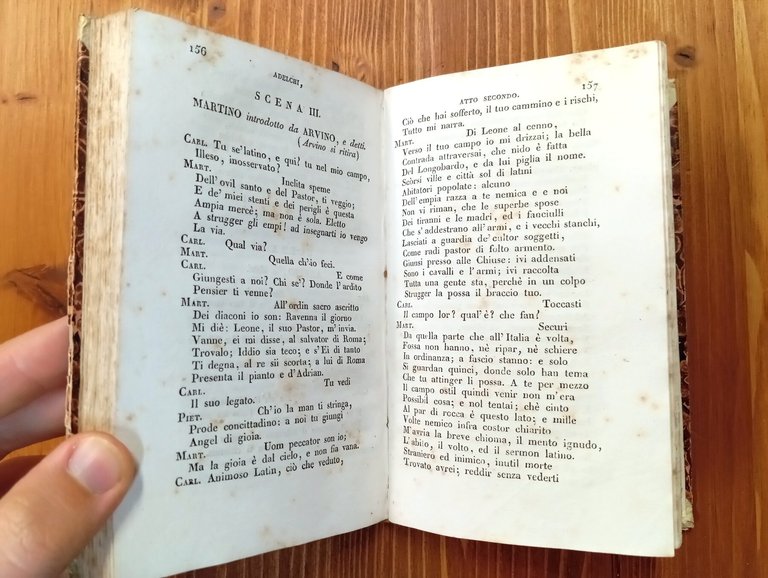 156
ADELCHI,
SCENA III.
MARTINO introdotto da ARVINO, e detti.
(Arvino si ritira)
CARL. Tu se' latino, e qui? tu nel mio campo,
Illeso, inosservato?
MART. Inclita speme
Dell'ovil santo e del Pastor, ti veggio;
E de' miei stenti e dei perigli è questa
Ampia mercè; ma non è sola. Eletto
A strugger gli empj! ad insegnarti io vengo
La via.
CARL. Qual via?
MART. Quella ch'io feci.
CARL. E come
Giungesti a noi? Chi se'? Donde l'ardito
Pensier ti venne?
MART. All'ordin sacro ascritto
Dei diaconi io son: Ravenna il giorno
Mi diè: Leone, il suo Pastor, m'invia.
Vanne, ei mi disse, al salvator di Roma;
Trovalo; Iddio sia teco; e s'Ei di tanto
Ti degna, al re sii scorta; a lui di Roma
Presenta il pianto e d'Adrian.
CARL. Tu vedi
Il suo legato.
PIET. Ch'io la man ti stringa,
Prode concittadino: a noi tu giungi
Angel di gioia.
MART. Uom peccator son io;
Ma la gioia è dal cielo, e non fia vana.
CARL. Animoso Latin, ciò che veduto,
ATTO SECONDO.
157
Ciò che hai sofferto, il tuo cammino e i rischi,
Tutto mi narra.
MART. Di Leone al cenno,
Verso il tuo campo io mi drizzai; la bella
Contrada attraversai, che nido è fatta
Del Longobardo, e da lui piglia il nome.
Scòrsi ville e città sol di latini
Abitatori popolate: alcuno
Dell'empia razza a te nemica e a noi
Non vi riman, che le superbe spose
Dei tiranni e le madri, ed i fanciulli
Che s'addestrano all'armi, e i vecchi stanchi,
Lasciati a guardia de' cultor soggetti,
Come radi pastor di folto armento.
Giunsi presso alle Chiuse: ivi addensati
Sono i cavalli e l'armi; ivi raccolta
Tutta una gente sta, perchè in un colpo
Strugger la possa il braccio tuo.
CARL. Toccasti
Il campo lor? qual'è? che fan?
MART. Securi
Da quella parte che all'Italia è vòlta,
Fossa non hanno, nè ripar, nè schiere
In ordinanza; a fascio stanno: e solo
Si guardan quinci, donde solo han tema
Che tu attinger li possa. A te per mezzo
Il campo ostil quindi venir non m'era
Possibil cosa; e nol tentai; chè cinto
Al par di rocca è questo lato; e mille
Volte nemico infra costor chiarito
M'avria la breve chioma, il mento ignudo,
L'abito, il volto, ed il sermon latino.
Straniero ed inimico, inutil morte
Trovato avrei; reddir senza vederti